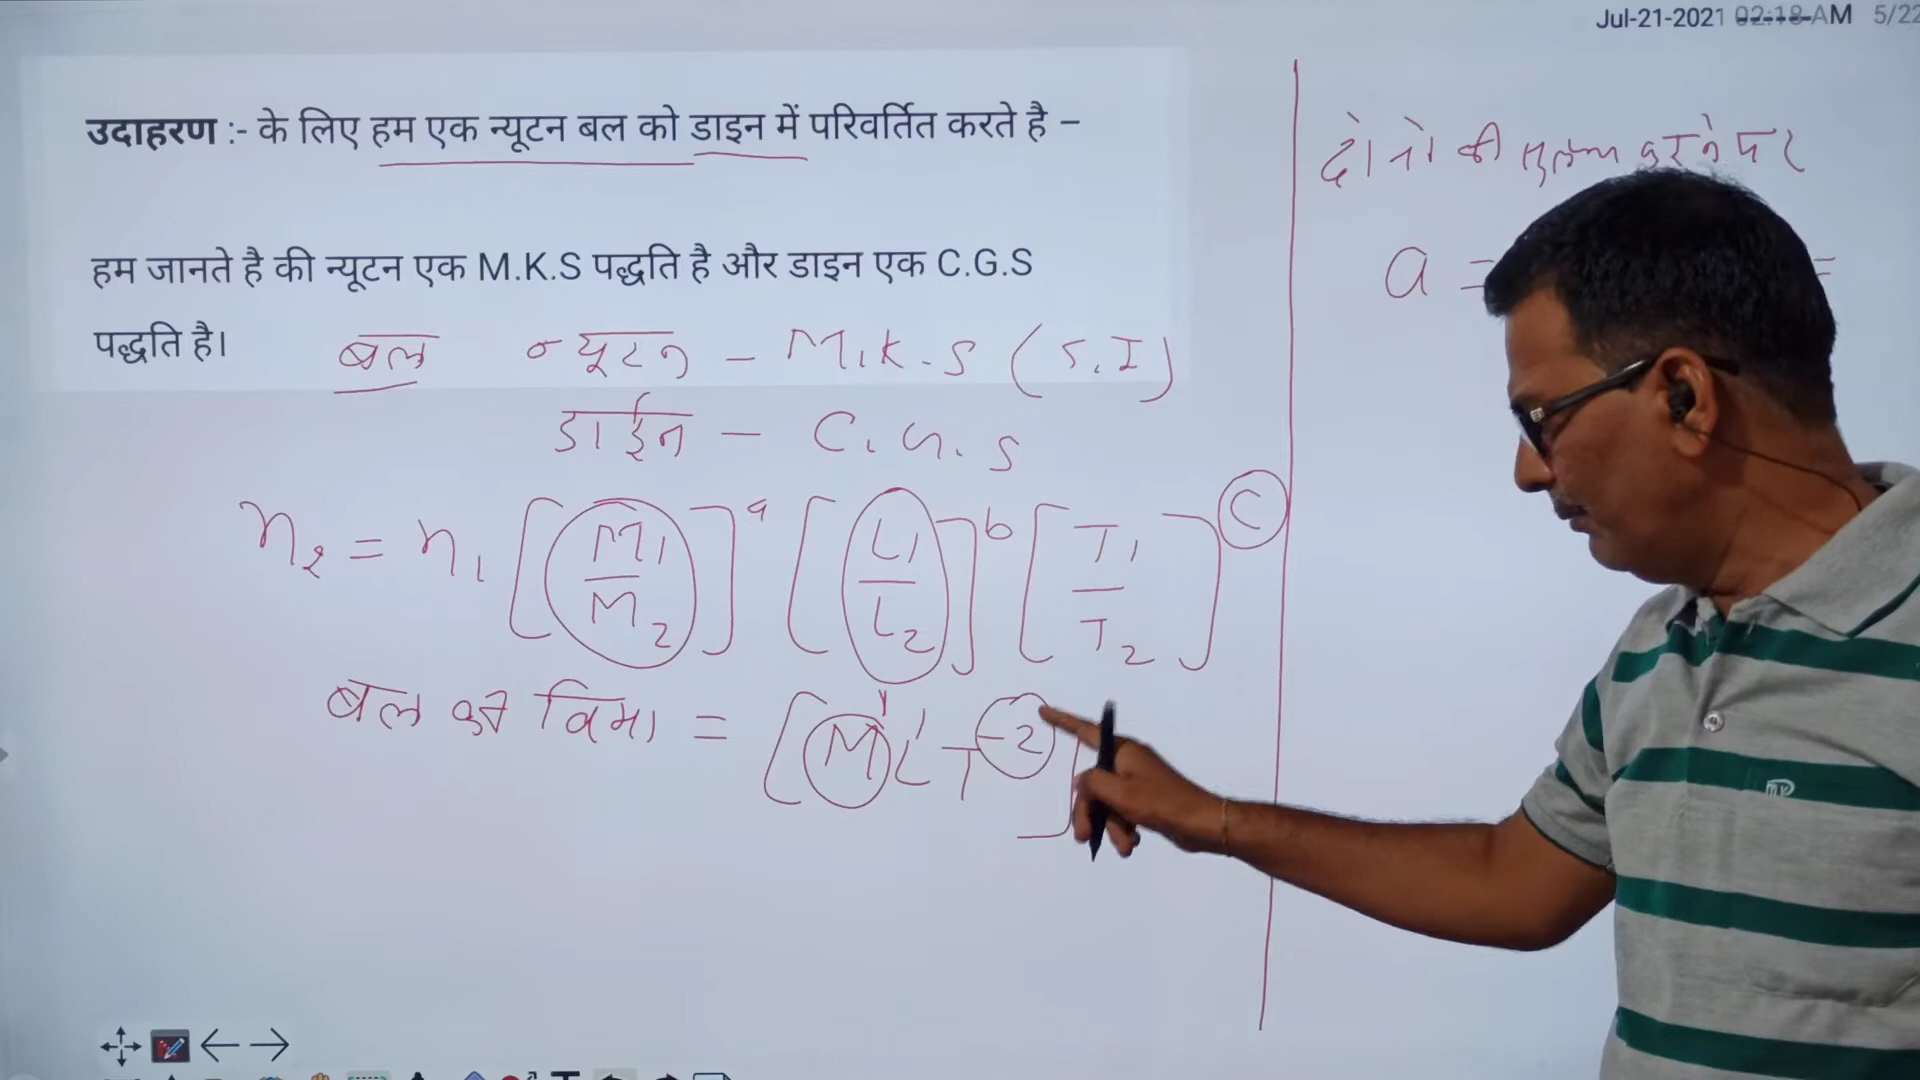 Jul-21-2021 02:18 AM 5/22
उदाहरण :- के लिए हम एक न्यूटन बल को डाइन में परिवर्तित करते है –
हम जानते है की न्यूटन एक M.K.S पद्धति है और डाइन एक C.G.S
पद्धति है।
बल न्यूटन – M.K.S (S.I)
डाईन – C.G.S
n₂ = n₁ [M₁/M₂]ᵃ [L₁/L₂]ᵇ [T₁/T₂]ᶜ
बल की विमा = [M¹L¹T⁻²]
दोनो की तुलना करने पर
a = =